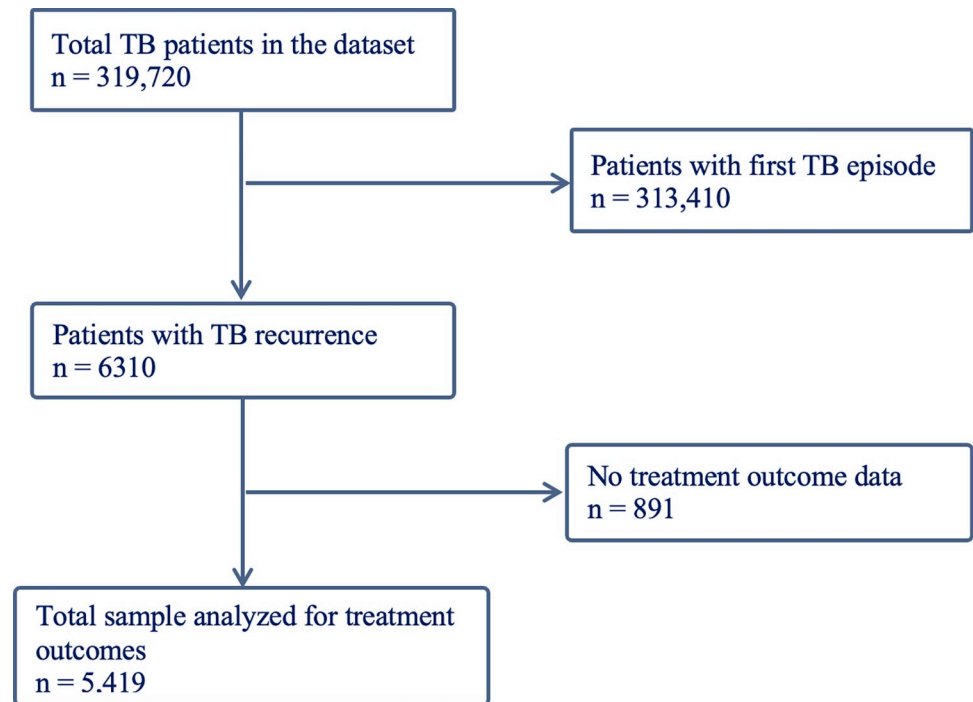 Total TB patients in the dataset
n = 319,720
Patients with first TB episode
n = 313,410
Patients with TB recurrence
n = 6310
No treatment outcome data
n = 891
Total sample analyzed for treatment
outcomes
n = 5,419